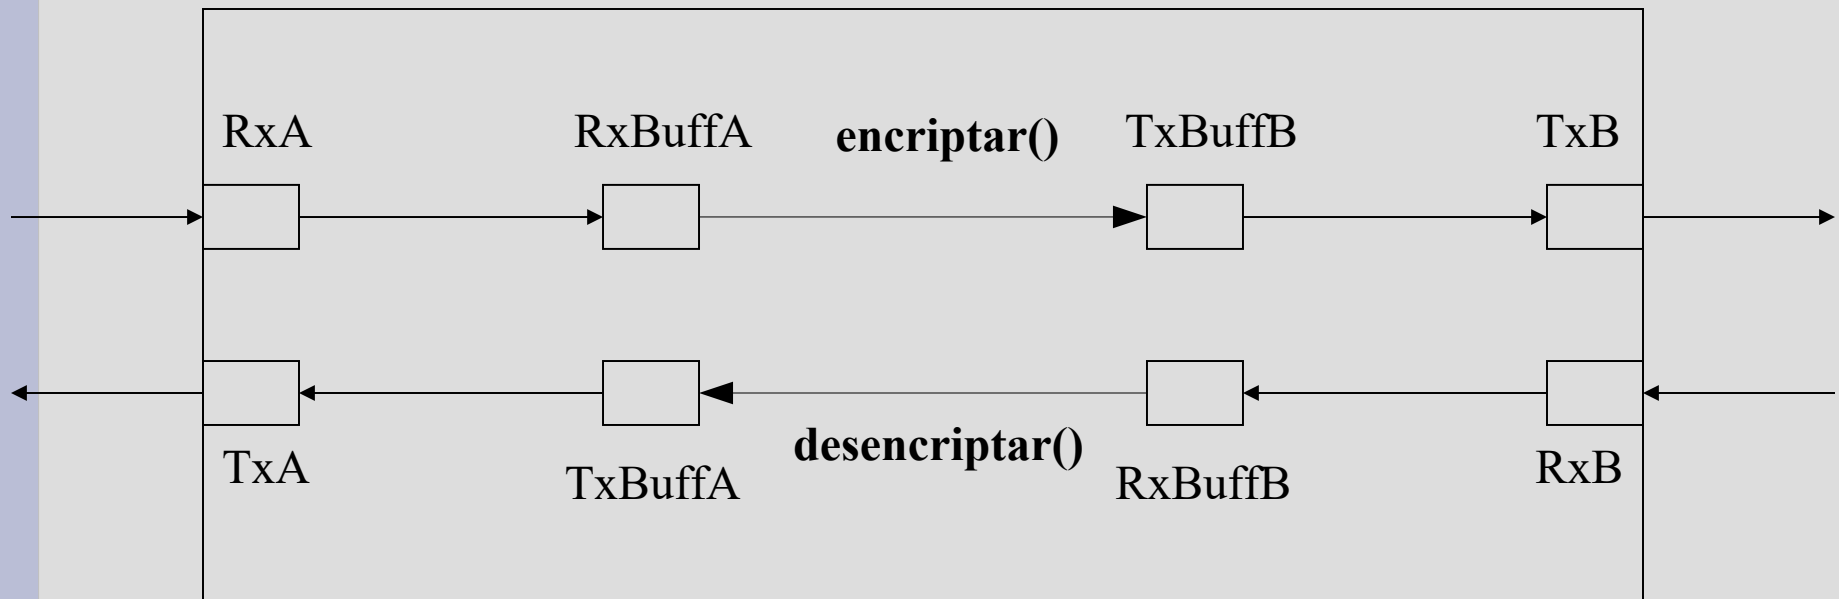 RxA RxBuffA encriptar() TxBuffB TxB
TxA TxBuffA desencriptar() RxBuffB RxB